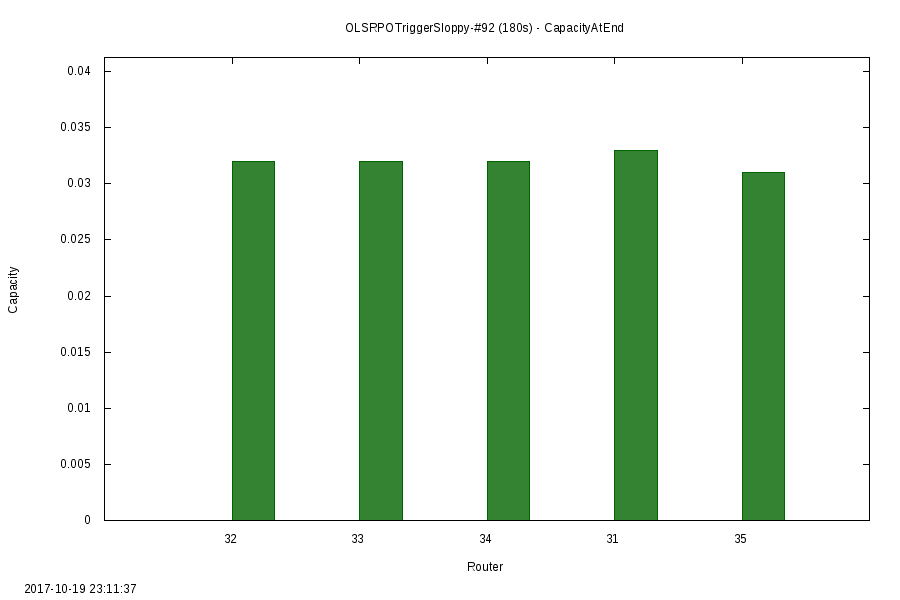 OLSRPOTriggerSloppy-#92 (180s) - CapacityAtEnd
0.04
0.035
0.03
0.025
0.02
0.015
0.01
0.005
0
Capacity
32 33 34 31 35
Router
2017-10-19 23:11:37